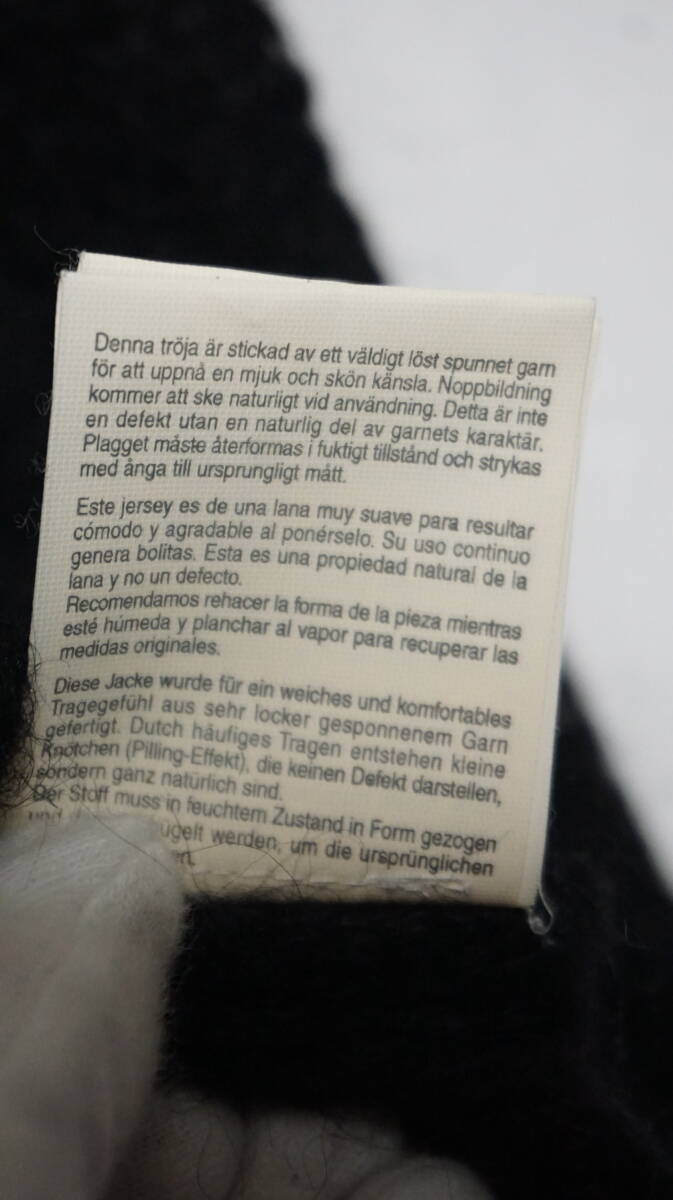 Denna tröja är stickad av ett väldigt löst spunnet garn
för att uppnå en mjuk och skön känsla. Noppbildning
kommer att ske naturligt vid användning. Detta är inte
en defekt utan en naturlig del av garnets karaktär.
Plagget måste återformas i fuktigt tillstånd och strykas
med ånga till ursprungligt mått.
Este jersey es de una lana muy suave para resultar
cómodo y agradable al ponérselo. Su uso continuo
genera bolitas. Esta es una propiedad natural de la
lana y no un defecto.
Recomendamos rehacer la forma de la pieza mientras
esté húmeda y planchar al vapor para recuperar las
medidas originales.
Diese Jacke wurde für ein weiches und komfortables
Tragegefühl aus sehr locker gesponnenem Garn
gefertigt. Dutch häufiges Tragen entstehen kleine
Knötchen (Pilling-Effekt), die keinen Defekt darstellen,
sondern ganz natürlich sind.
Der Stoff muss in feuchtem Zustand in Form gezogen
und
werden, um die ursprünglichen